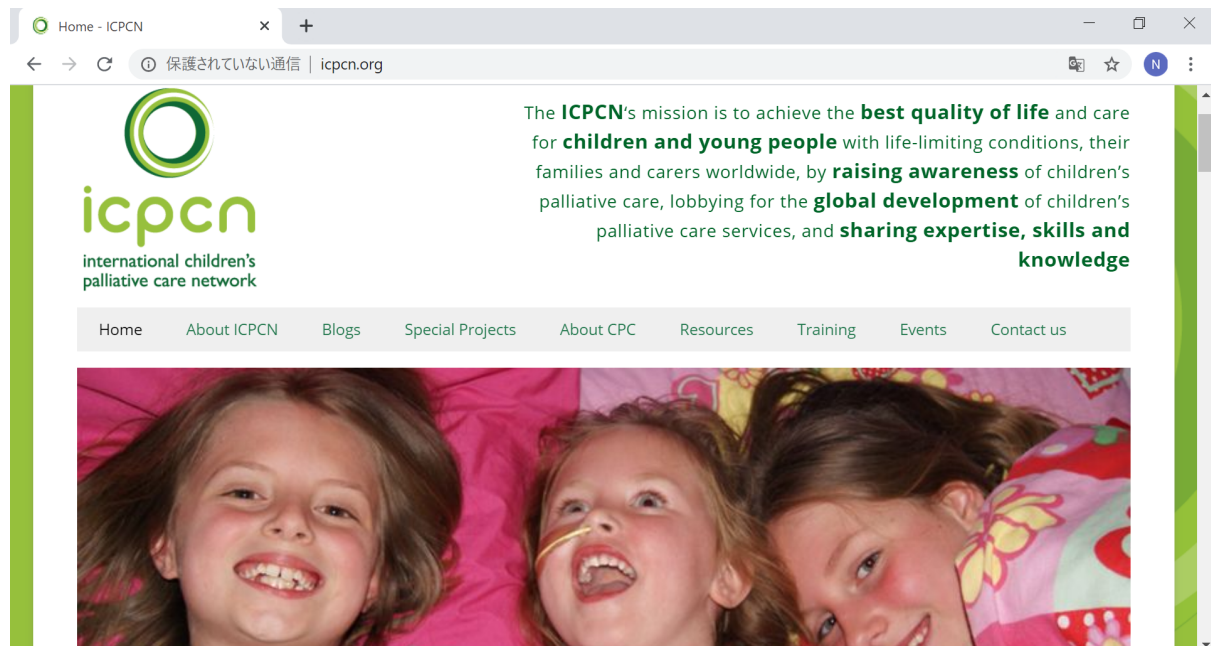 Home - ICPCN
保護されていない通信 | icpcn.org
N
The ICPCN's mission is to achieve the best quality of life and care
for children and young people with life-limiting conditions, their
families and carers worldwide, by raising awareness of children's
palliative care, lobbying for the global development of children's
palliative care services, and sharing expertise, skills and
knowledge
icpcn
international children's
palliative care network
Home About ICPCN Blogs Special Projects About CPC Resources Training Events Contact us